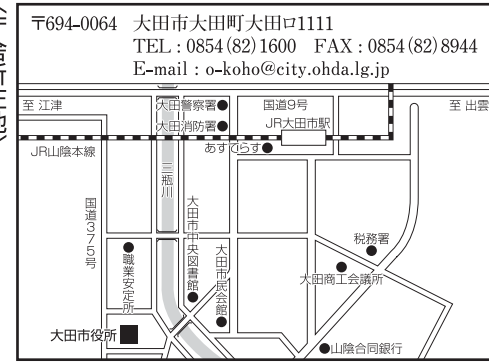 〒694-0064 大田市大田町大田ロ1111
TEL：0854(82)1600 FAX：0854(82)8944
E-mail：o-koho@city.ohda.lg.jp
至 江津
大田警察署
国道9号
至 出雲
大田消防署
JR大田市駅
あすてらす
JR山陰本線
三瓶川
国道375号
職業安定所
大田市中央図書館
大田市民会館
税務署
大田商工会議所
大田市役所
山陰合同銀行